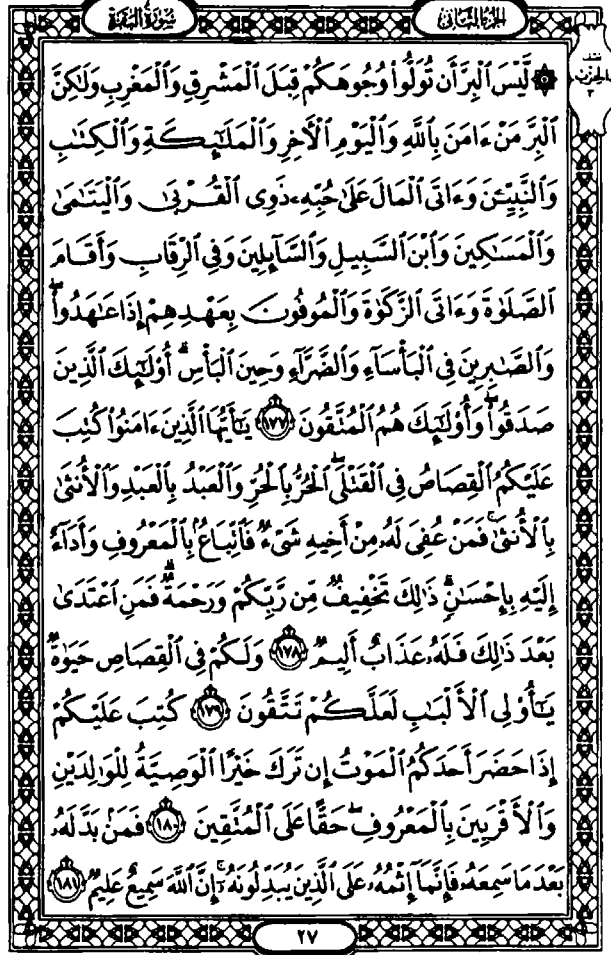 سُورَةُ البَقَرَةِ
الجُزْءُ الثَّانِى
۞ لَّيْسَ ٱلْبِرَّ أَن تُوَلُّوا۟ وُجُوهَكُمْ قِبَلَ ٱلْمَشْرِقِ وَٱلْمَغْرِبِ وَلَـٰكِنَّ
ٱلْبِرَّ مَنْ ءَامَنَ بِٱللَّهِ وَٱلْيَوْمِ ٱلْـَٔاخِرِ وَٱلْمَلَـٰٓئِكَةِ وَٱلْكِتَـٰبِ
وَٱلنَّبِيِّـۧنَ وَءَاتَى ٱلْمَالَ عَلَىٰ حُبِّهِۦ ذَوِى ٱلْقُرْبَىٰ وَٱلْيَتَـٰمَىٰ
وَٱلْمَسَـٰكِينَ وَٱبْنَ ٱلسَّبِيلِ وَٱلسَّآئِلِينَ وَفِى ٱلرِّقَابِ وَأَقَامَ
ٱلصَّلَوٰةَ وَءَاتَى ٱلزَّكَوٰةَ وَٱلْمُوفُونَ بِعَهْدِهِمْ إِذَا عَـٰهَدُوا۟ ۖ
وَٱلصَّـٰبِرِينَ فِى ٱلْبَأْسَآءِ وَٱلضَّرَّآءِ وَحِينَ ٱلْبَأْسِ ۗ أُو۟لَـٰٓئِكَ ٱلَّذِينَ
صَدَقُوا۟ ۖ وَأُو۟لَـٰٓئِكَ هُمُ ٱلْمُتَّقُونَ ١٧٧ يَـٰٓأَيُّهَا ٱلَّذِينَ ءَامَنُوا۟ كُتِبَ
عَلَيْكُمُ ٱلْقِصَاصُ فِى ٱلْقَتْلَى ۖ ٱلْحُرُّ بِٱلْحُرِّ وَٱلْعَبْدُ بِٱلْعَبْدِ وَٱلْأُنثَىٰ
بِٱلْأُنثَىٰ ۚ فَمَنْ عُفِىَ لَهُۥ مِنْ أَخِيهِ شَىْءٌ فَٱتِّبَاعٌۢ بِٱلْمَعْرُوفِ وَأَدَآءٌ
إِلَيْهِ بِإِحْسَـٰنٍ ۗ ذَٰلِكَ تَخْفِيفٌ مِّن رَّبِّكُمْ وَرَحْمَةٌ ۗ فَمَنِ ٱعْتَدَىٰ
بَعْدَ ذَٰلِكَ فَلَهُۥ عَذَابٌ أَلِيمٌ ١٧٨ وَلَكُمْ فِى ٱلْقِصَاصِ حَيَوٰةٌ
يَـٰٓأُو۟لِى ٱلْأَلْبَـٰبِ لَعَلَّكُمْ تَتَّقُونَ ١٧٩ كُتِبَ عَلَيْكُمْ
إِذَا حَضَرَ أَحَدَكُمُ ٱلْمَوْتُ إِن تَرَكَ خَيْرًا ٱلْوَصِيَّةُ لِلْوَٰلِدَيْنِ
وَٱلْأَقْرَبِينَ بِٱلْمَعْرُوفِ ۖ حَقًّا عَلَى ٱلْمُتَّقِينَ ١٨٠ فَمَنۢ بَدَّلَهُۥ
بَعْدَ مَا سَمِعَهُۥ فَإِنَّمَآ إِثْمُهُۥ عَلَى ٱلَّذِينَ يُبَدِّلُونَهُۥٓ ۚ إِنَّ ٱللَّهَ سَمِيعٌ عَلِيمٌ ١٨١
٢٧